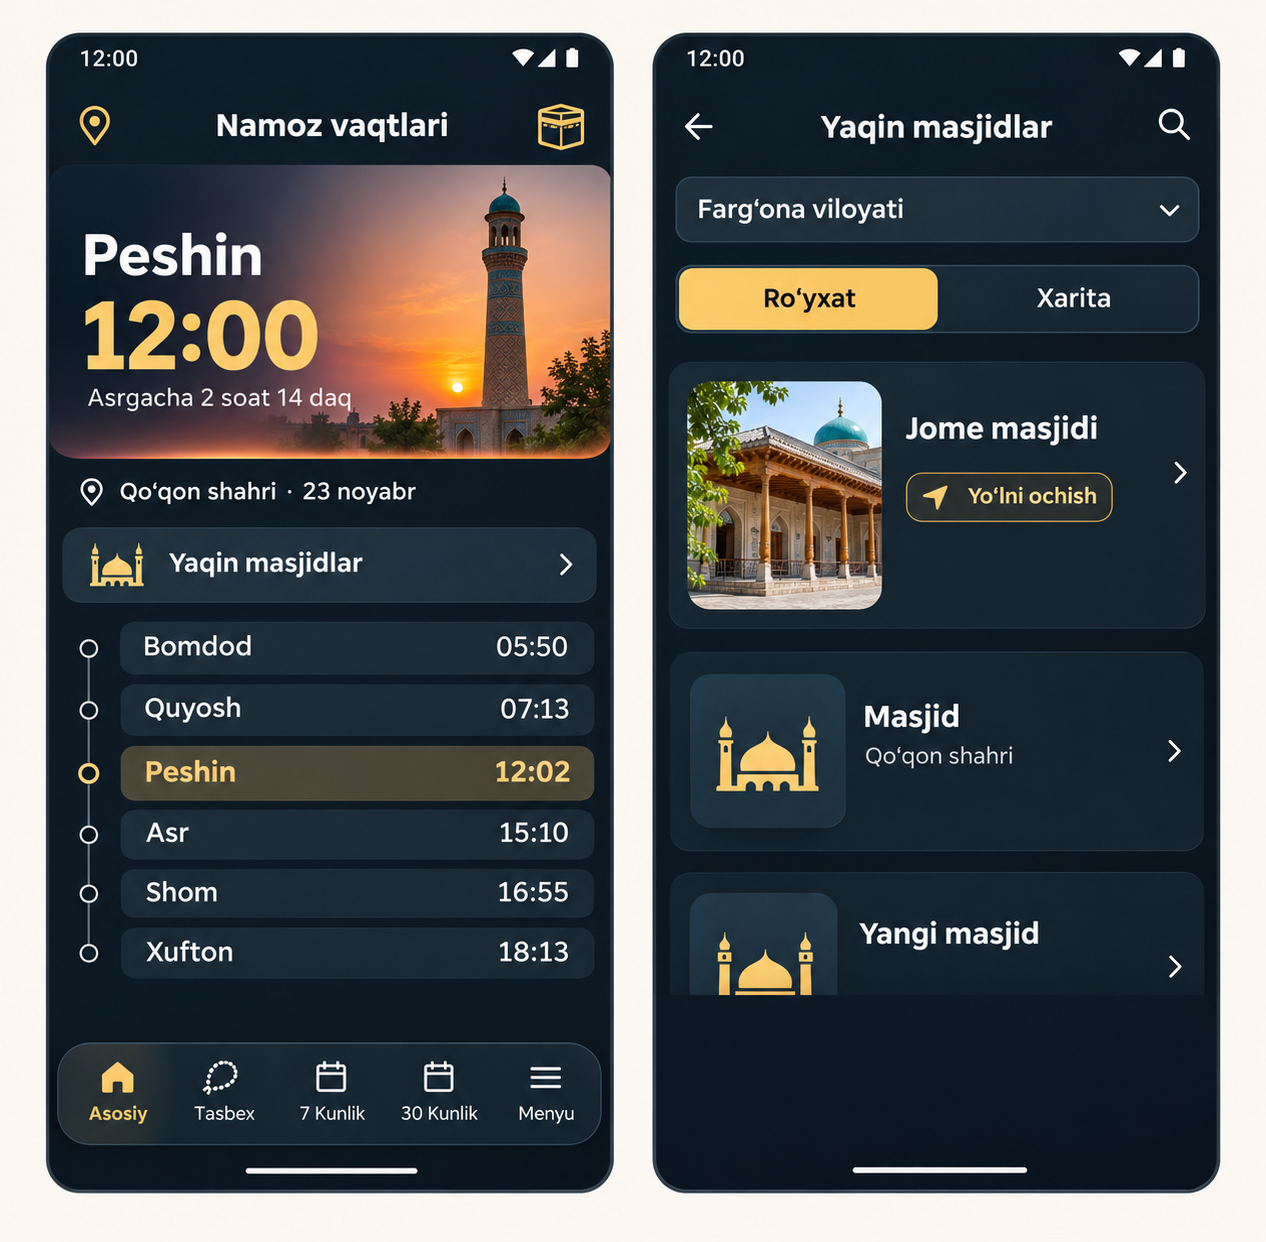 12:00
Namoz vaqtlari
Peshin
12:00
Asrgacha 2 soat 14 daq
Qo‘qon shahri · 23 noyabr
Yaqin masjidlar
Bomdod 05:50
Quyosh 07:13
Peshin 12:02
Asr 15:10
Shom 16:55
Xufton 18:13
Asosiy Tasbex 7 Kunlik 30 Kunlik Menyu
12:00
Yaqin masjidlar
Farg‘ona viloyati
Ro‘yxat Xarita
Jome masjidi
Yo‘lni ochish
Masjid
Qo‘qon shahri
Yangi masjid